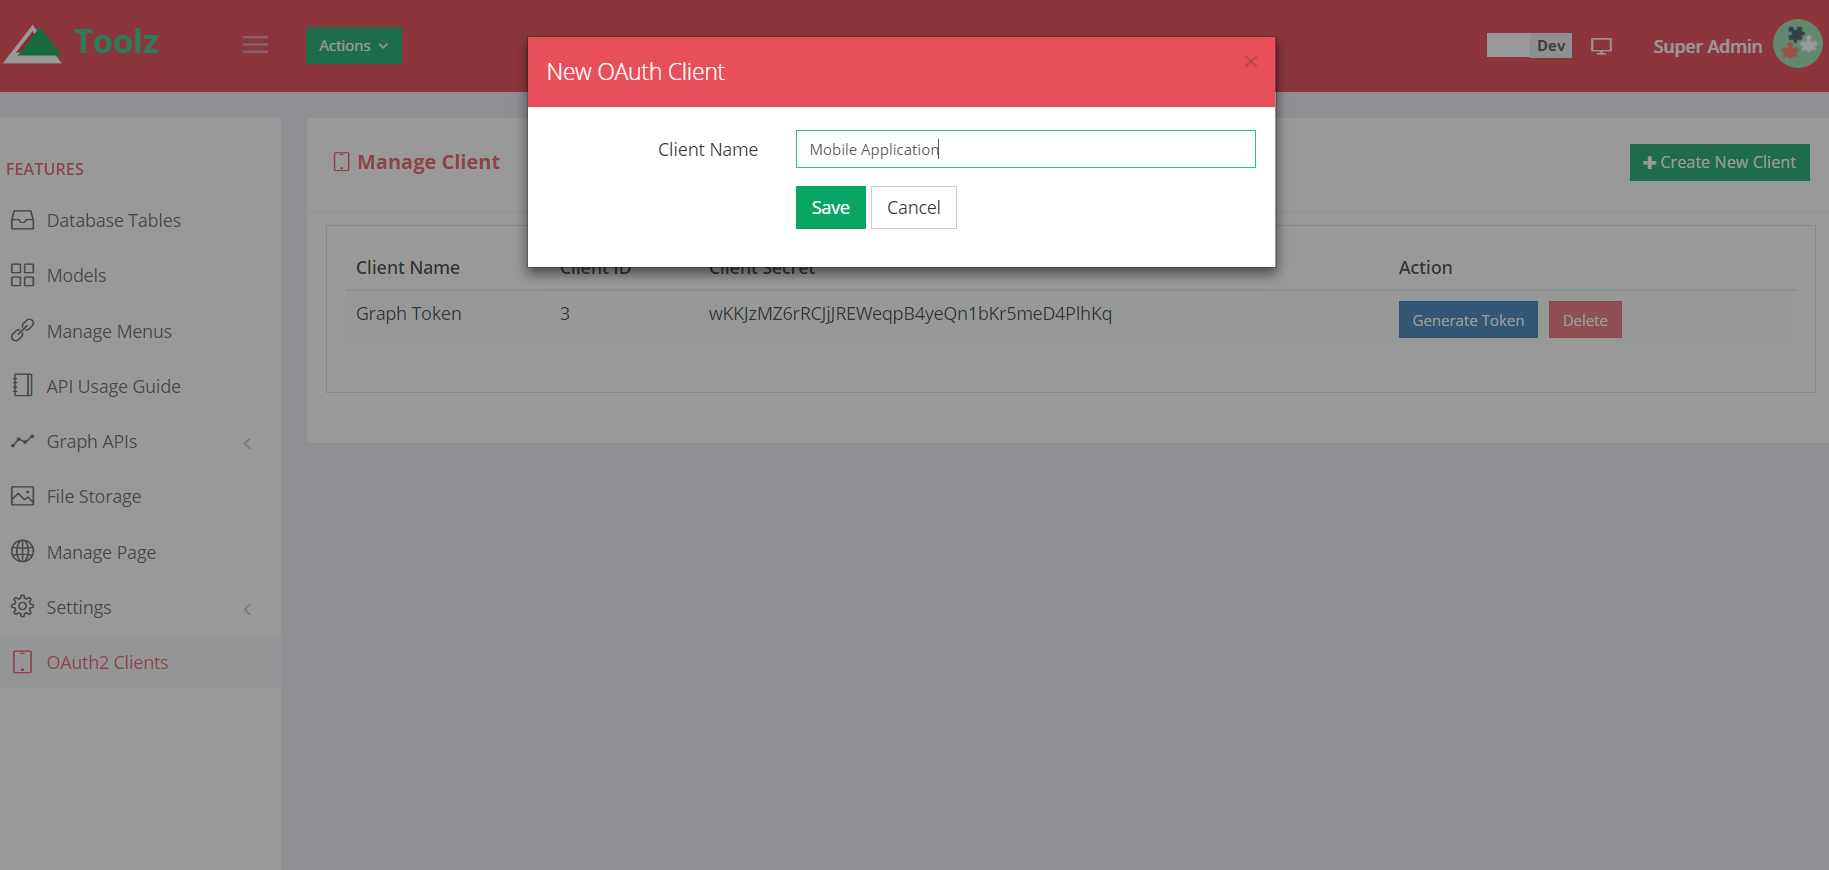 Toolz
Actions
Dev
Super Admin
New OAuth Client
×
Client Name
Mobile Application
Save
Cancel
FEATURES
Database Tables
Models
Manage Menus
API Usage Guide
Graph APIs
File Storage
Manage Page
Settings
OAuth2 Clients
Manage Client
Create New Client
Client Name Client ID Client Secret Action
Graph Token 3 wKKJzMZ6rRCJjJREWeqpB4yeQn1bKr5meD4PlhKq Generate Token Delete